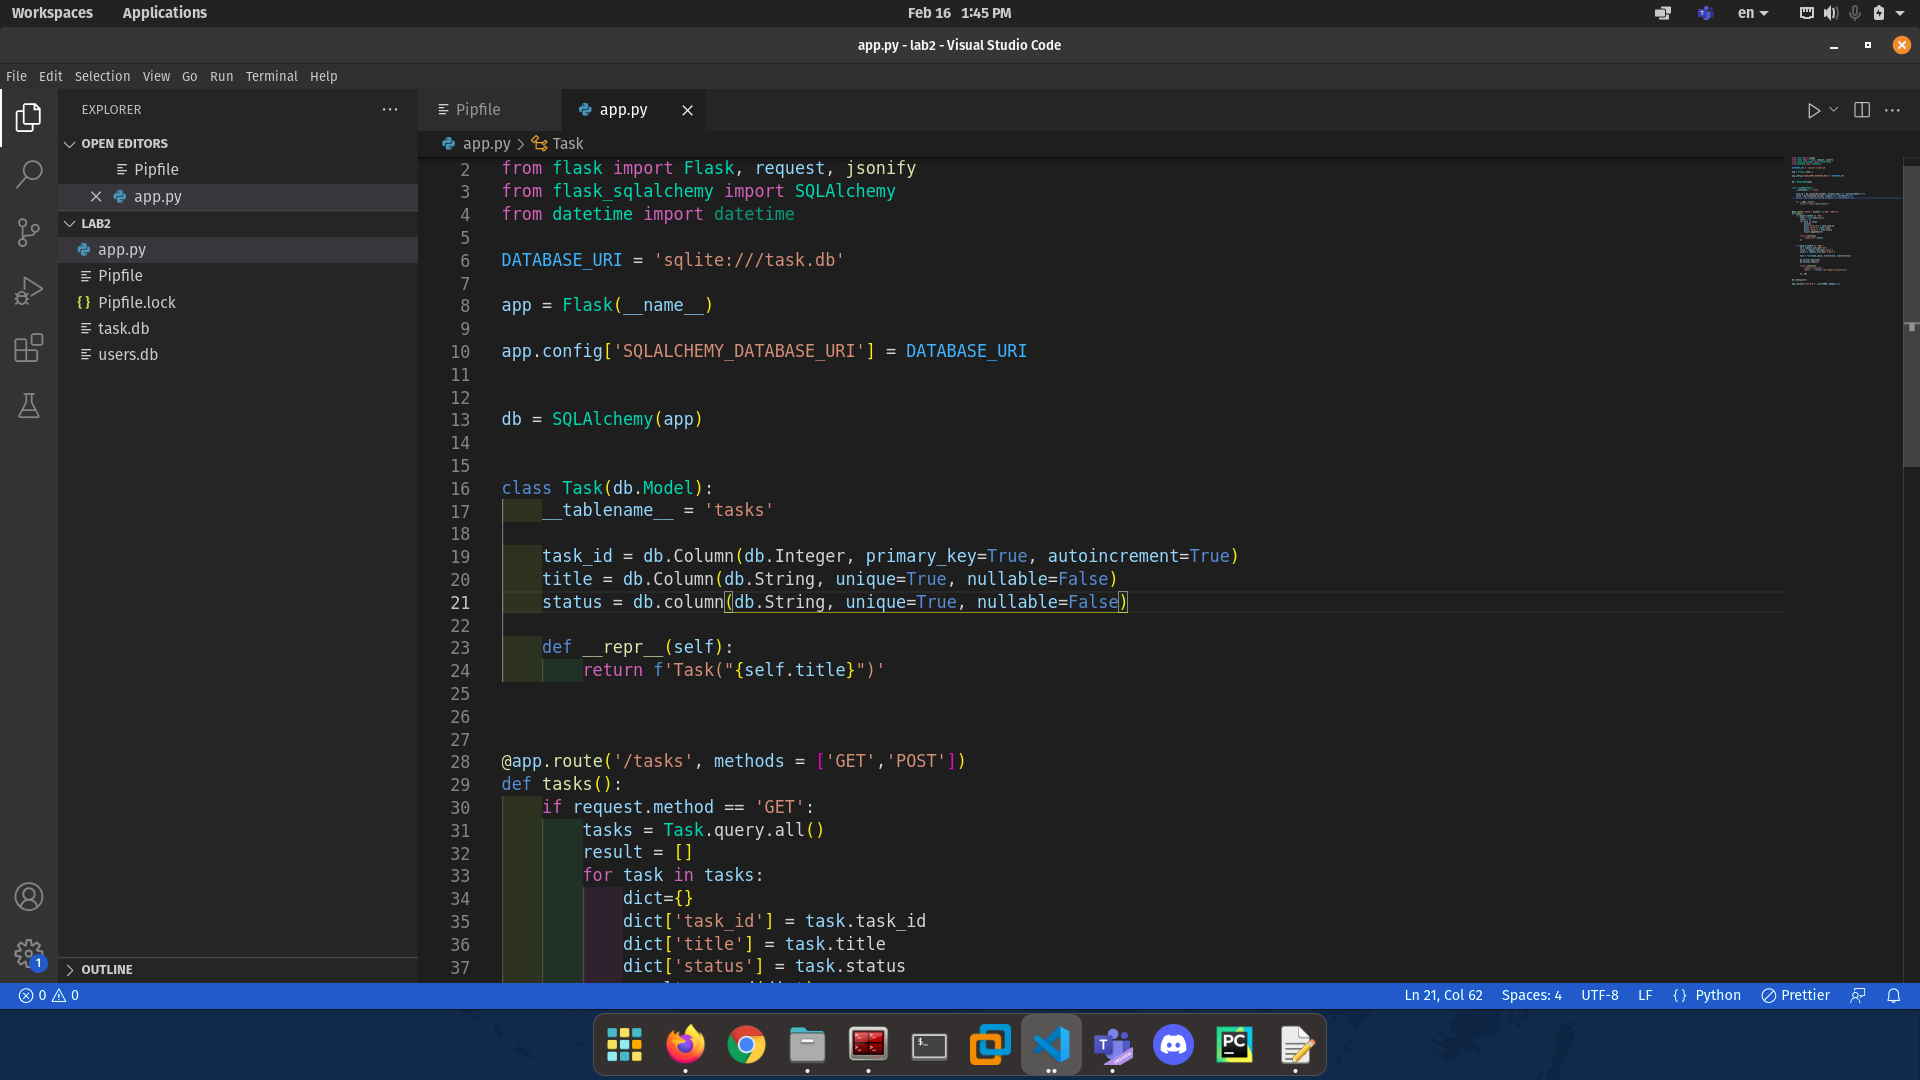 Workspaces Applications Feb 16 1:45 PM en
app.py - lab2 - Visual Studio Code
File Edit Selection View Go Run Terminal Help
EXPLORER
OPEN EDITORS
Pipfile
app.py
LAB2
app.py
Pipfile
Pipfile.lock
task.db
users.db
OUTLINE
Pipfile app.py
app.py Task
2 from flask import Flask, request, jsonify
3 from flask_sqlalchemy import SQLAlchemy
4 from datetime import datetime
5
6 DATABASE_URI = 'sqlite:///task.db'
7
8 app = Flask(__name__)
9
10 app.config['SQLALCHEMY_DATABASE_URI'] = DATABASE_URI
11
12
13 db = SQLAlchemy(app)
14
15
16 class Task(db.Model):
17     __tablename__ = 'tasks'
18
19     task_id = db.Column(db.Integer, primary_key=True, autoincrement=True)
20     title = db.Column(db.String, unique=True, nullable=False)
21     status = db.column(db.String, unique=True, nullable=False)
22
23     def __repr__(self):
24         return f'Task("{self.title}")'
25
26
27
28 @app.route('/tasks', methods = ['GET','POST'])
29 def tasks():
30     if request.method == 'GET':
31         tasks = Task.query.all()
32         result = []
33         for task in tasks:
34             dict={}
35             dict['task_id'] = task.task_id
36             dict['title'] = task.title
37             dict['status'] = task.status
1
0 0 Ln 21, Col 62 Spaces: 4 UTF-8 LF {} Python Prettier
$_
T
PREVIEW
PC